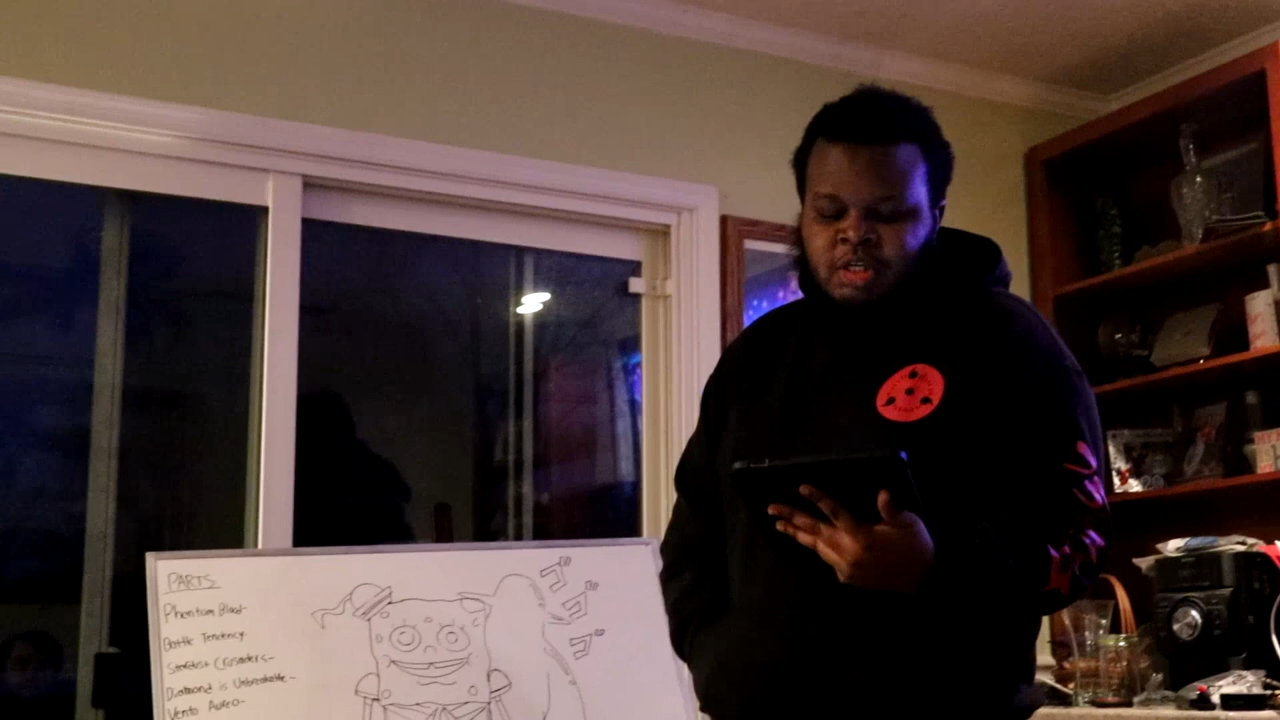 PARTS
Phantom Blood-
Battle Tendency-
Stardust Crusaders-
Diamond is Unbreakable-
Vento Aureo-